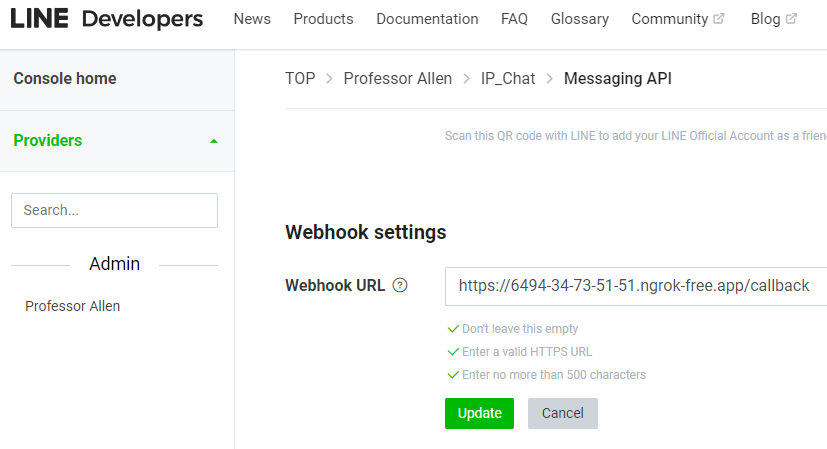 LINE Developers News Products Documentation FAQ Glossary Community Blog
Console home
TOP > Professor Allen > IP_Chat > Messaging API
Providers
Scan this QR code with LINE to add your LINE Official Account as a frien
Search...
Webhook settings
Admin
Webhook URL ? https://6494-34-73-51-51.ngrok-free.app/callback
Professor Allen
Don't leave this empty
Enter a valid HTTPS URL
Enter no more than 500 characters
Update Cancel